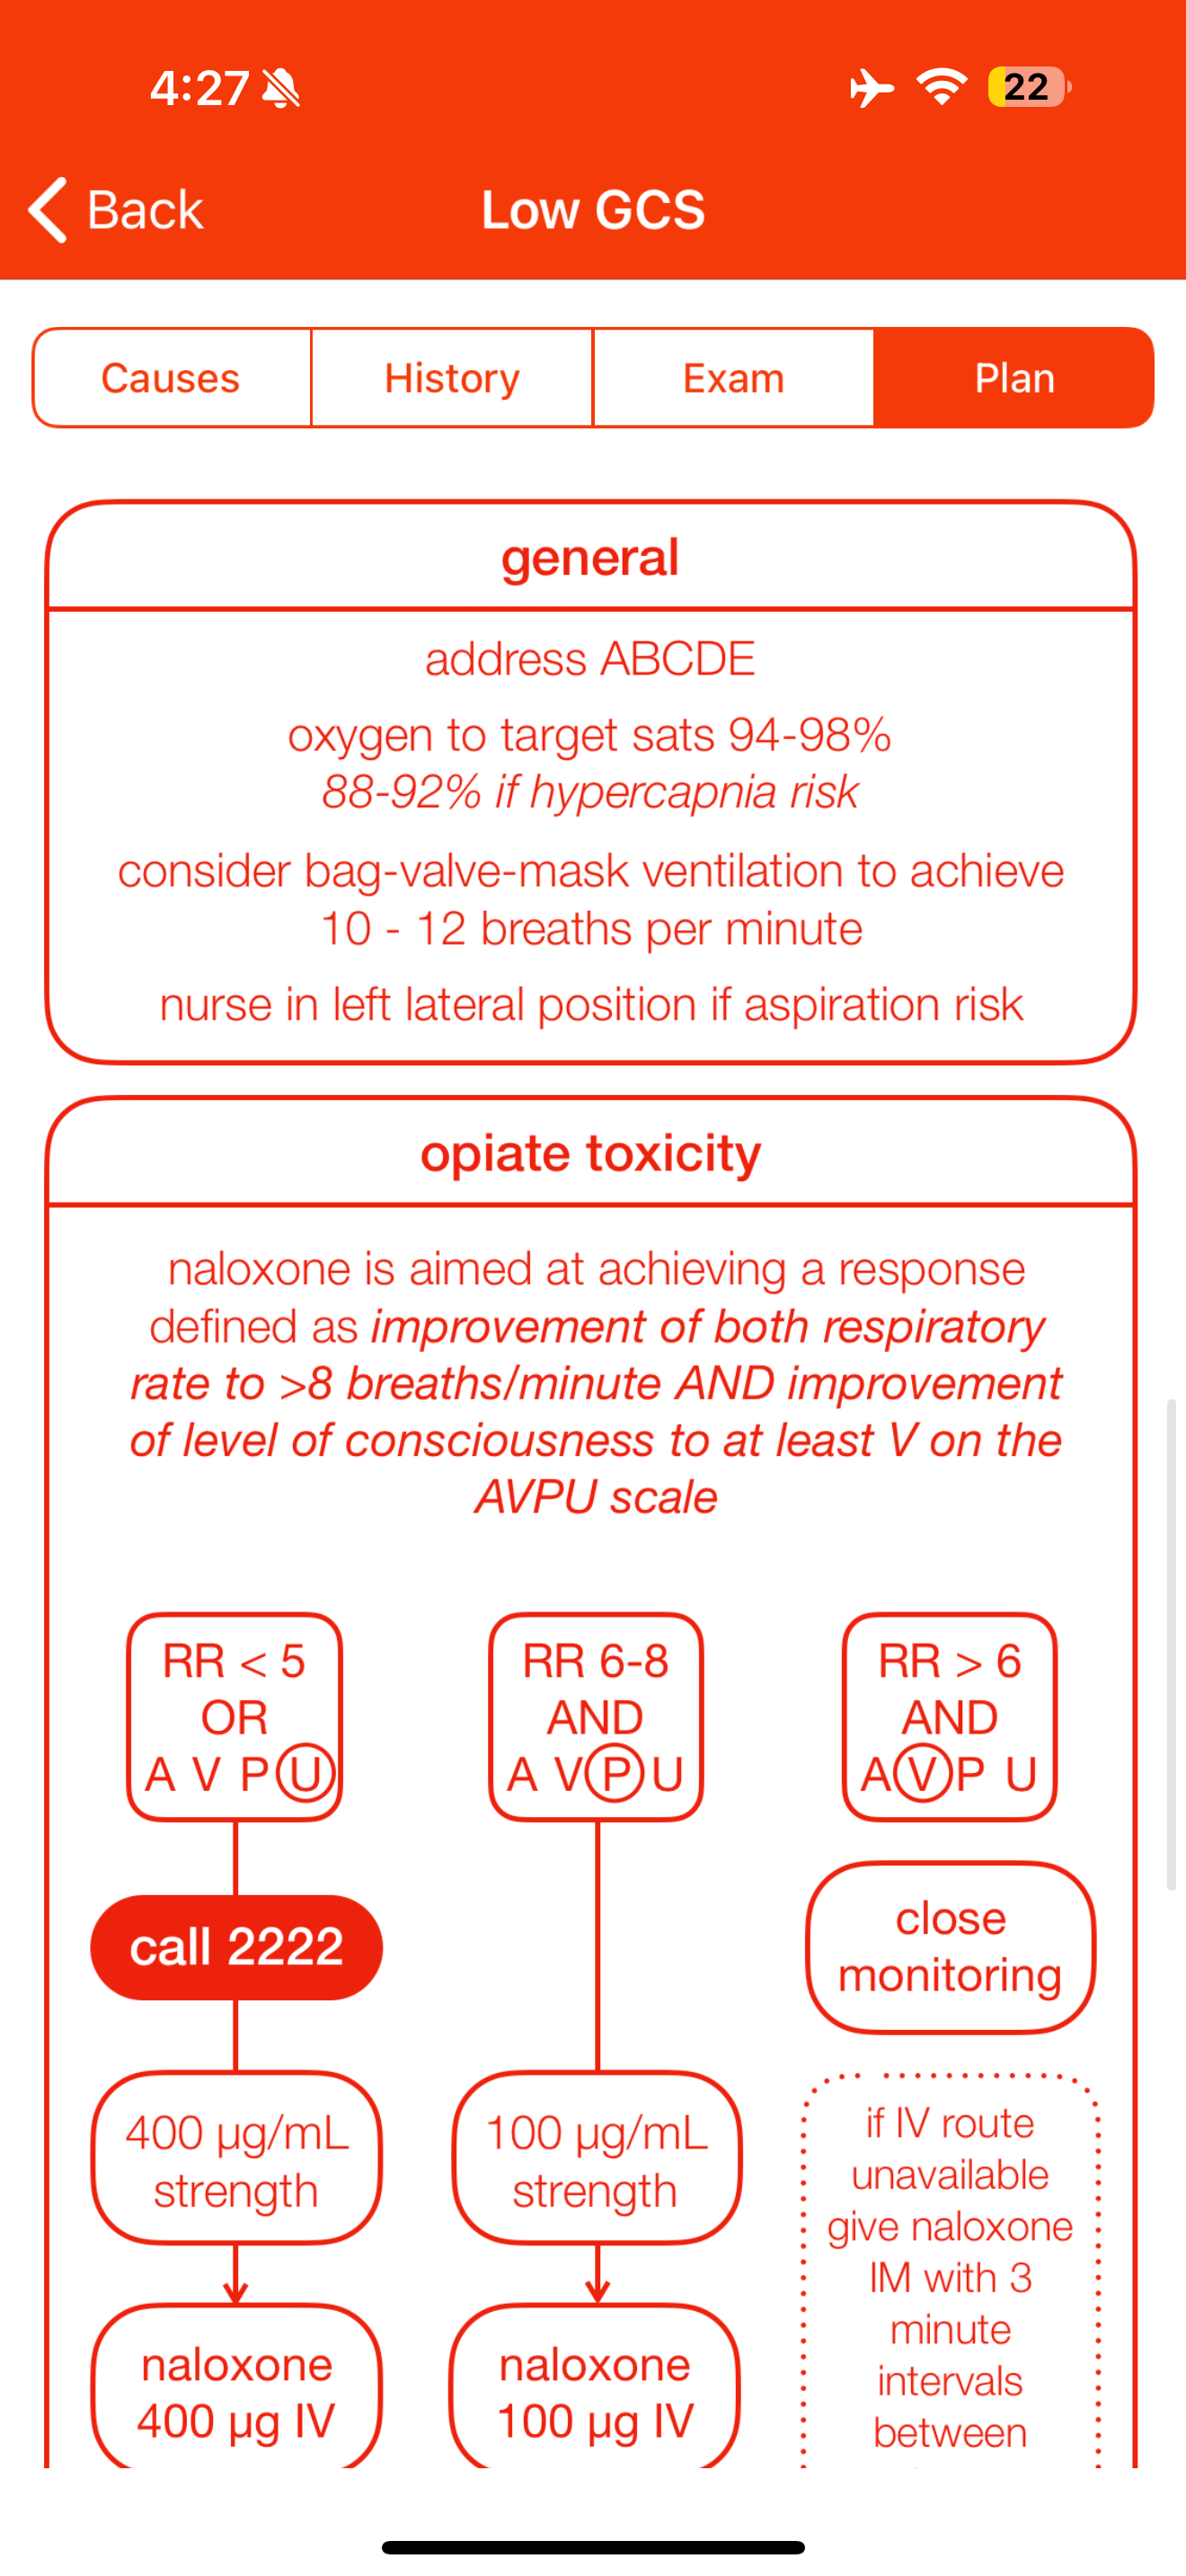 4:27
22
Back
Low GCS
Causes
History
Exam
Plan
general
address ABCDE
oxygen to target sats 94-98%
88-92% if hypercapnia risk
consider bag-valve-mask ventilation to achieve
10 - 12 breaths per minute
nurse in left lateral position if aspiration risk
opiate toxicity
naloxone is aimed at achieving a response
defined as improvement of both respiratory
rate to >8 breaths/minute AND improvement
of level of consciousness to at least V on the
AVPU scale
RR < 5
OR
A V P U
call 2222
400 µg/mL
strength
naloxone
400 µg IV
RR 6-8
AND
A V P U
100 µg/mL
strength
naloxone
100 µg IV
RR > 6
AND
A V P U
close
monitoring
if IV route
unavailable
give naloxone
IM with 3
minute
intervals
between